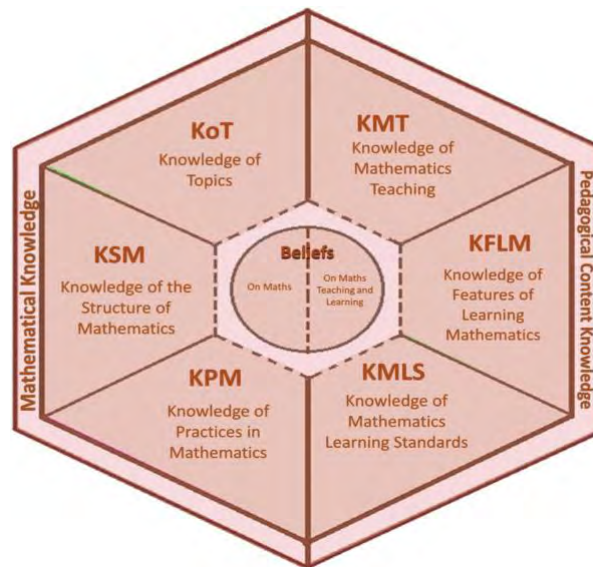 KoT
Knowledge of
Topics
KMT
Knowledge of
Mathematics
Teaching
Mathematical Knowledge
KSM
Knowledge of the
Structure of
Mathematics
Beliefs
On Maths
On Maths
Teaching and
Learning
KFLM
Knowledge of
Features of
Learning
Mathematics
Pedagogical Content Knowledge
KPM
Knowledge of
Practices in
Mathematics
KMLS
Knowledge of
Mathematics
Learning Standards